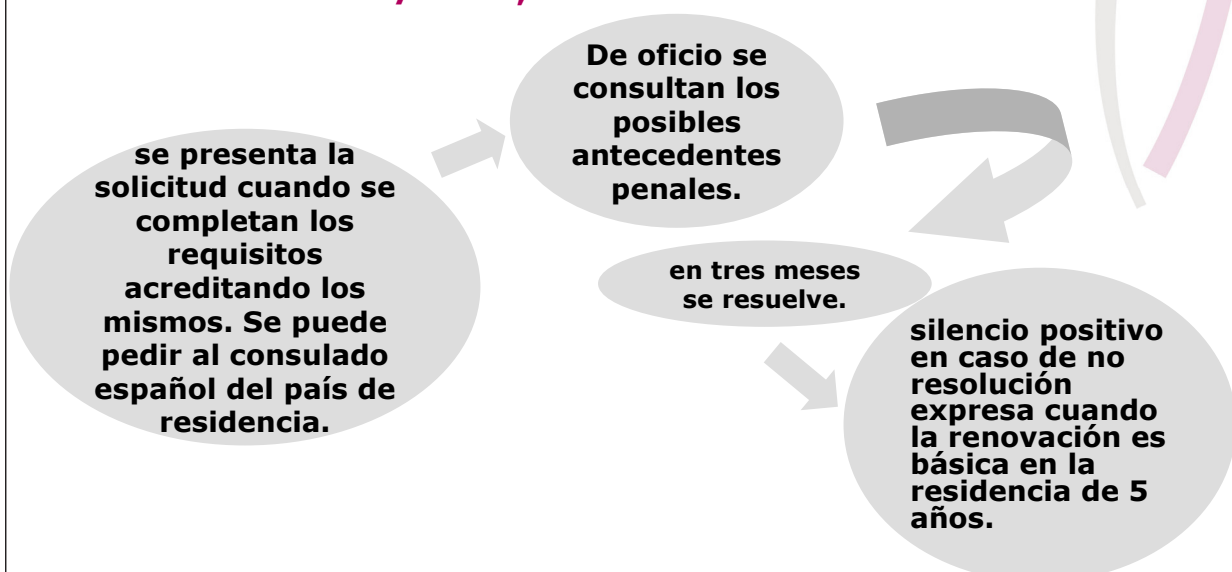 se presenta la
solicitud cuando se
completan los
requisitos
acreditando los
mismos. Se puede
pedir al consulado
español del país de
residencia.
De oficio se
consultan los
posibles
antecedentes
penales.
en tres meses
se resuelve.
silencio positivo
en caso de no
resolución
expresa cuando
la renovación es
básica en la
residencia de 5
años.